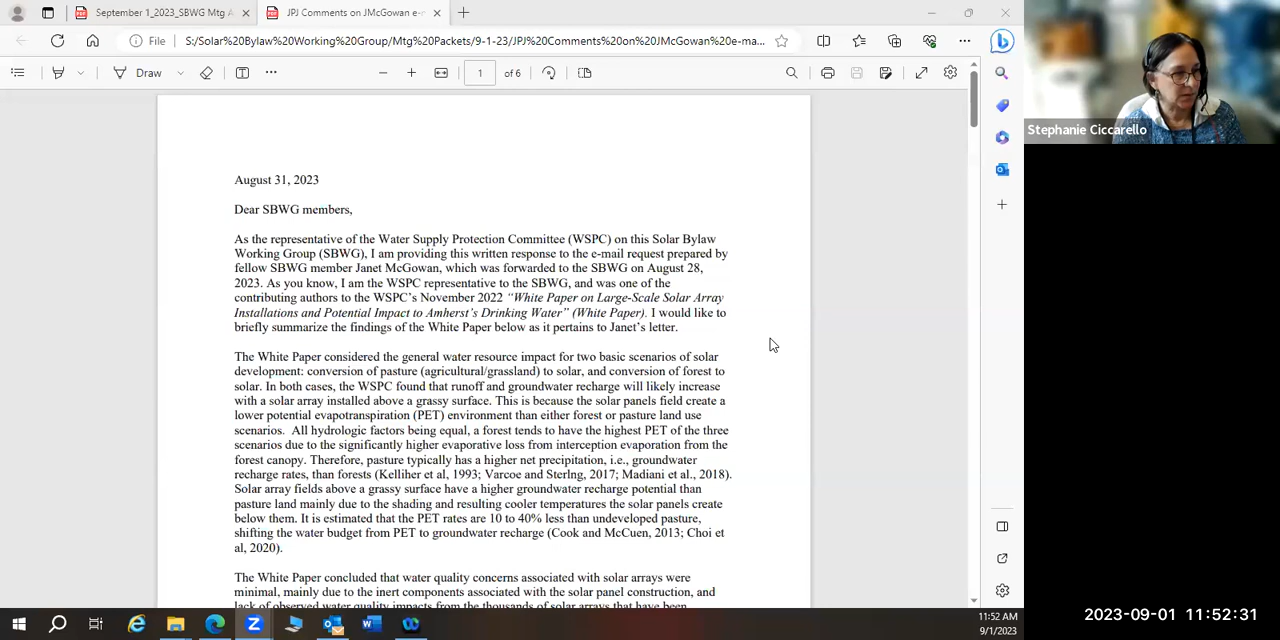 September 1_2023_SBWG Mtg A
JPJ Comments on JMcGowan e-m
File
S:/Solar%20Bylaw%20Working%20Group/Mtg%20Packets/9-1-23/JPJ%20Comments%20on%20JMcGowan%20e-ma...
Draw
1
of 6
Stephanie Ciccarello
August 31, 2023
Dear SBWG members,
As the representative of the Water Supply Protection Committee (WSPC) on this Solar Bylaw
Working Group (SBWG), I am providing this written response to the e-mail request prepared by
fellow SBWG member Janet McGowan, which was forwarded to the SBWG on August 28,
2023. As you know, I am the WSPC representative to the SBWG, and was one of the
contributing authors to the WSPC's November 2022 "White Paper on Large-Scale Solar Array
Installations and Potential Impact to Amherst's Drinking Water" (White Paper). I would like to
briefly summarize the findings of the White Paper below as it pertains to Janet's letter.
The White Paper considered the general water resource impact for two basic scenarios of solar
development: conversion of pasture (agricultural/grassland) to solar, and conversion of forest to
solar. In both cases, the WSPC found that runoff and groundwater recharge will likely increase
with a solar array installed above a grassy surface. This is because the solar panels field create a
lower potential evapotranspiration (PET) environment than either forest or pasture land use
scenarios.  All hydrologic factors being equal, a forest tends to have the highest PET of the three
scenarios due to the significantly higher evaporative loss from interception evaporation from the
forest canopy. Therefore, pasture typically has a higher net precipitation, i.e., groundwater
recharge rates, than forests (Kelliher et al, 1993; Varcoe and Sterlng, 2017; Madiani et al., 2018).
Solar array fields above a grassy surface have a higher groundwater recharge potential than
pasture land mainly due to the shading and resulting cooler temperatures the solar panels create
below them. It is estimated that the PET rates are 10 to 40% less than undeveloped pasture,
shifting the water budget from PET to groundwater recharge (Cook and McCuen, 2013; Choi et
al, 2020).
The White Paper concluded that water quality concerns associated with solar arrays were
minimal, mainly due to the inert components associated with the solar panel construction, and
lack of observed water quality impacts from the thousands of solar arrays that have been
11:52 AM
9/1/2023
2023-09-01 11:52:31